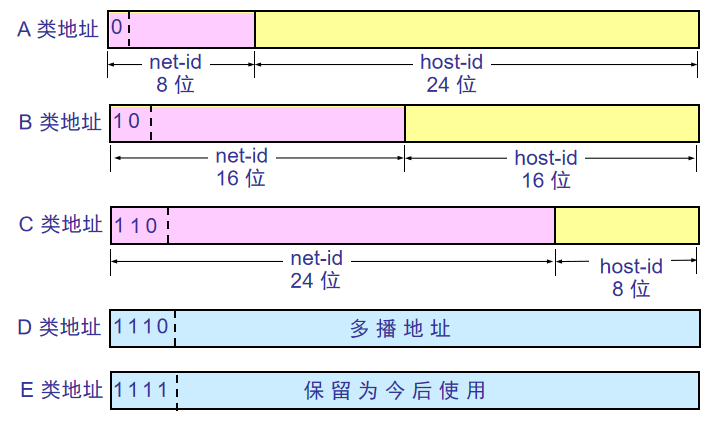 A 类地址 0
net-id host-id
8 位 24 位
B 类地址 10
net-id host-id
16 位 16 位
C 类地址 110
net-id host-id
24 位 8 位
D 类地址 1110 多播地址
E 类地址 1111 保留为今后使用